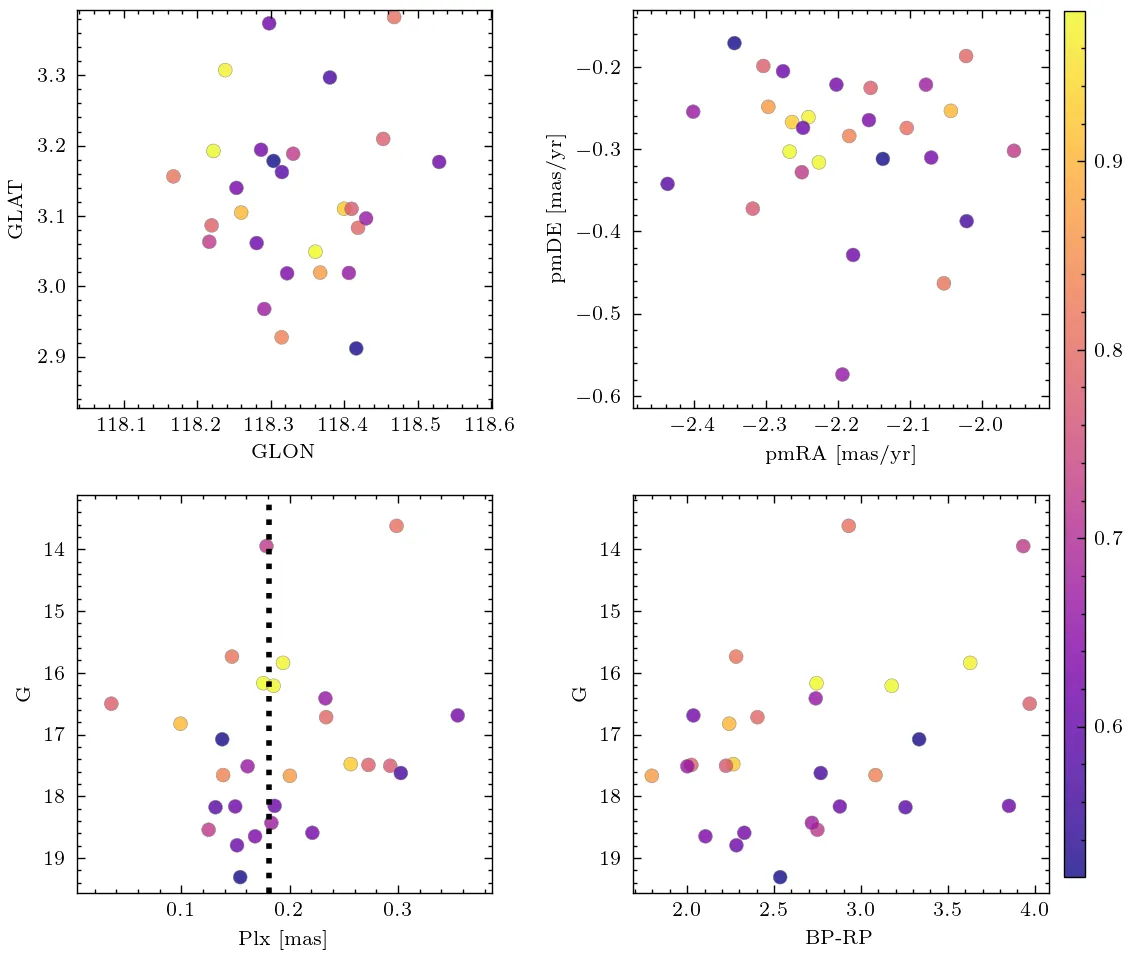 3.3
3.2
3.1
3.0
2.9
GLAT
118.1 118.2 118.3 118.4 118.5 118.6
GLON
−0.2
−0.3
−0.4
−0.5
−0.6
pmDE [mas/yr]
−2.4 −2.3 −2.2 −2.1 −2.0
pmRA [mas/yr]
0.9
0.8
0.7
0.6
14
15
16
17
18
19
G
0.1 0.2 0.3
Plx [mas]
14
15
16
17
18
19
G
2.0 2.5 3.0 3.5 4.0
BP-RP